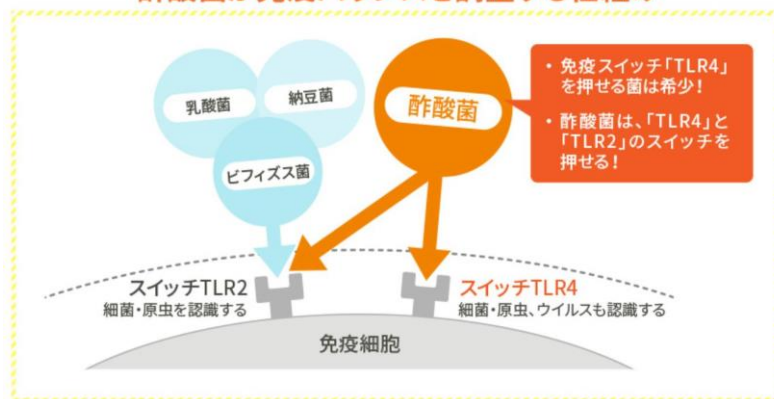 乳酸菌
納豆菌
ビフィズス菌
酢酸菌
・免疫スイッチ「TLR4」
を押せる菌は希少！
・酢酸菌は、「TLR4」と
「TLR2」のスイッチを
押せる！
スイッチTLR2
細菌・原虫を認識する
スイッチTLR4
細菌・原虫、ウイルスも認識する
免疫細胞